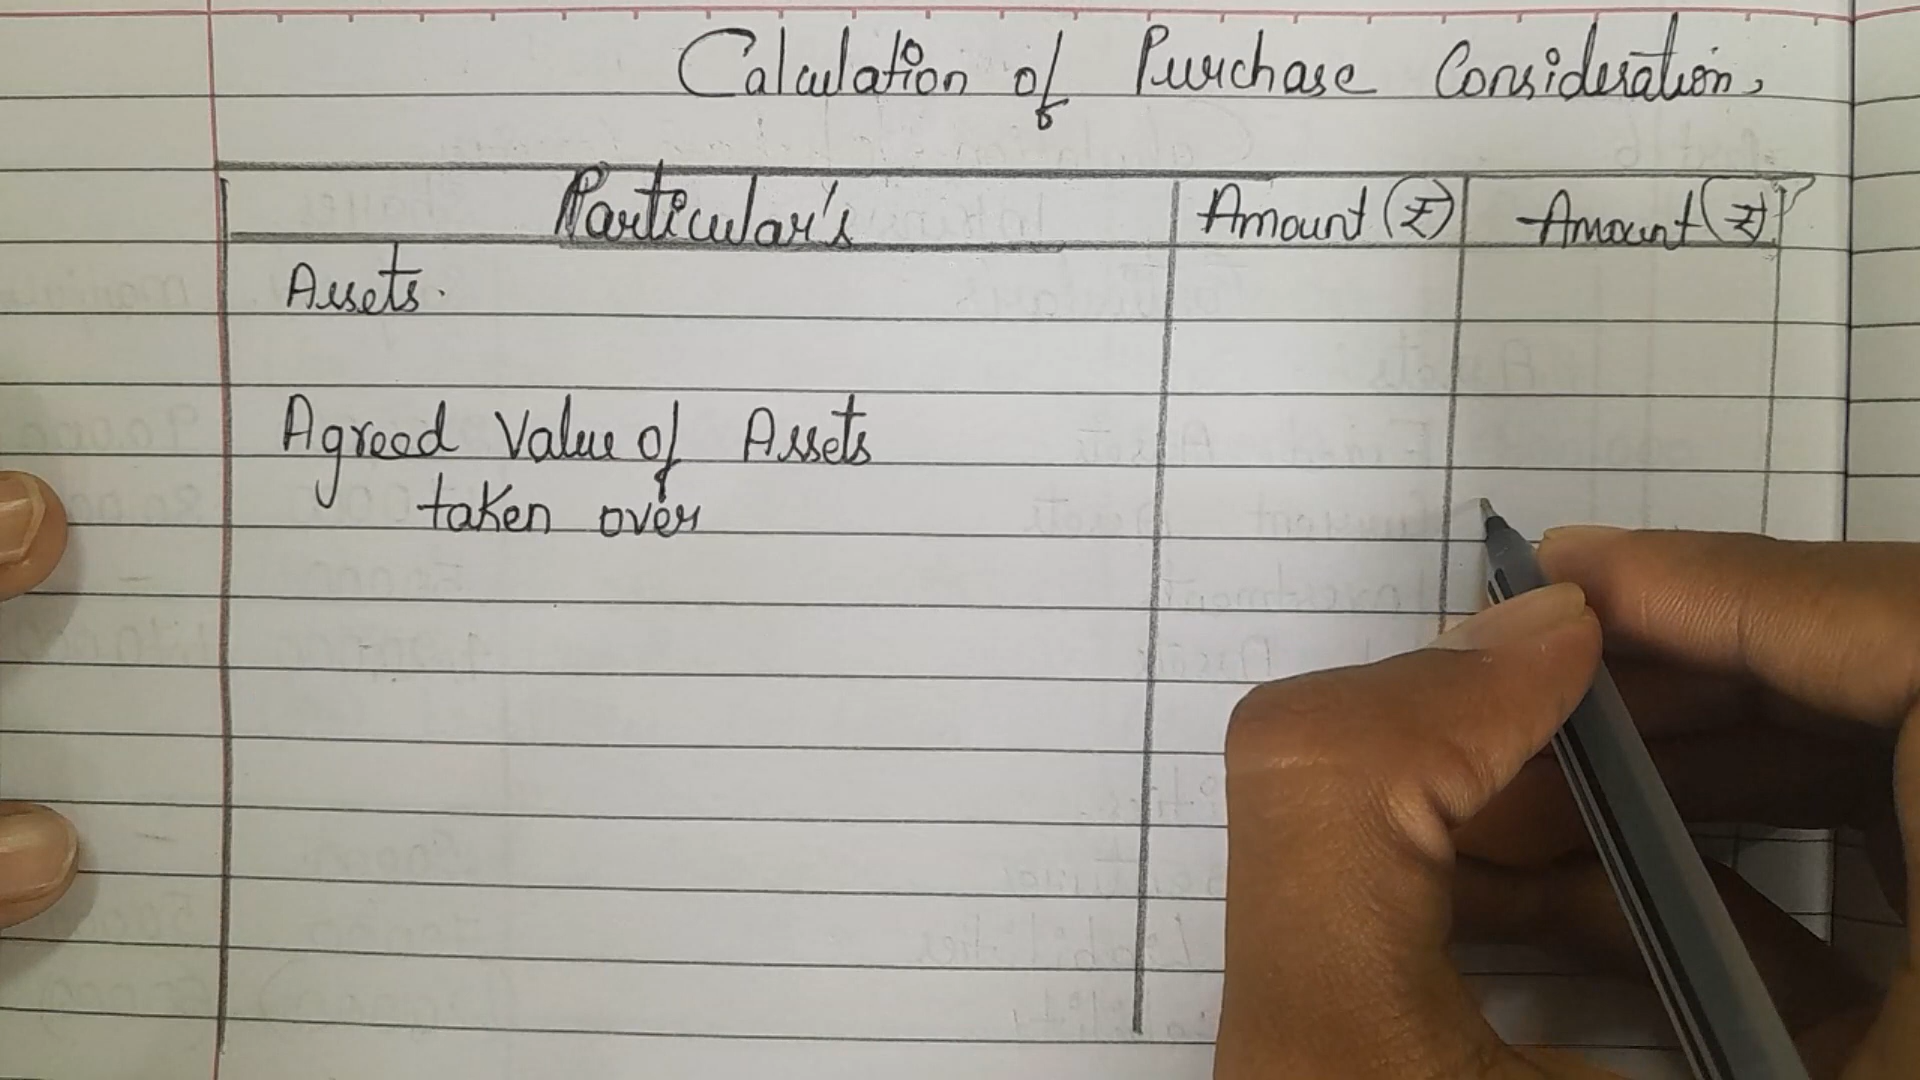 Calculation of Purchase Consideration,
Particular's Amount (₹) Amount (₹)
Assets.
Agreed Value of Assets
taken over